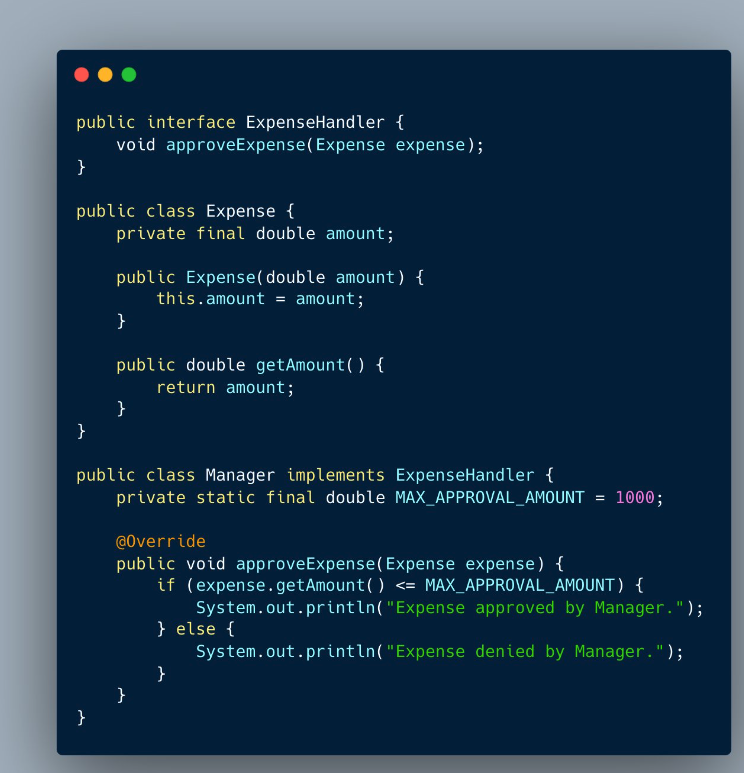 public interface ExpenseHandler {
    void approveExpense(Expense expense);
}

public class Expense {
    private final double amount;

    public Expense(double amount) {
        this.amount = amount;
    }

    public double getAmount() {
        return amount;
    }
}

public class Manager implements ExpenseHandler {
    private static final double MAX_APPROVAL_AMOUNT = 1000;

    @Override
    public void approveExpense(Expense expense) {
        if (expense.getAmount() <= MAX_APPROVAL_AMOUNT) {
            System.out.println("Expense approved by Manager.");
        } else {
            System.out.println("Expense denied by Manager.");
        }
    }
}